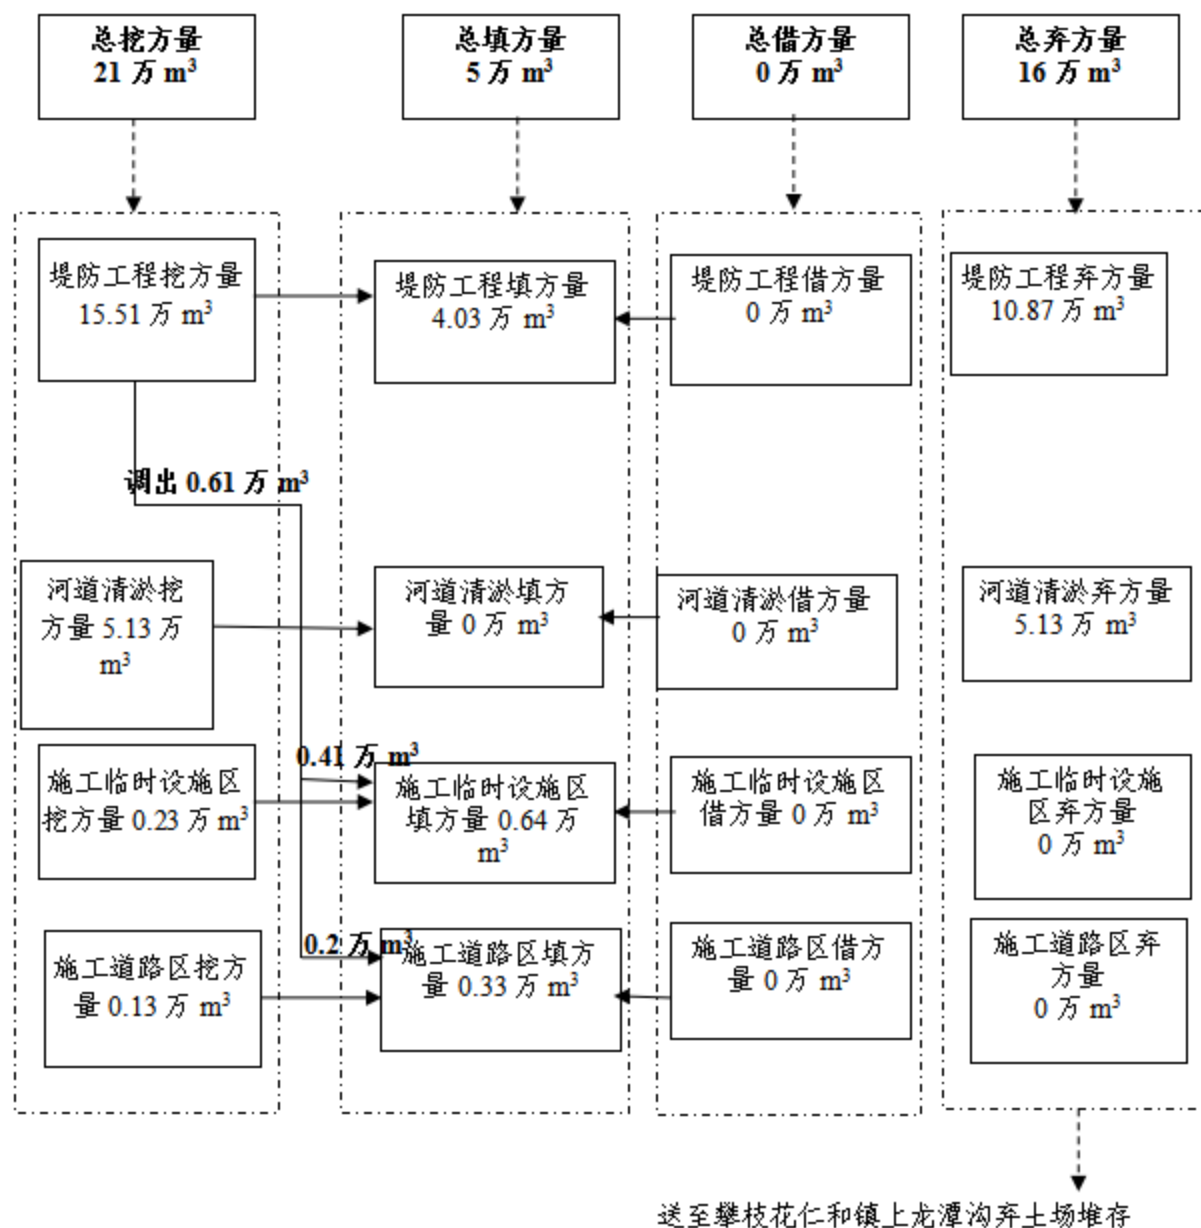 总挖方量
21 万 m³
总填方量
5 万 m³
总借方量
0 万 m³
总弃方量
16 万 m³
堤防工程挖方量
15.51 万 m³
堤防工程填方量
4.03 万 m³
堤防工程借方量
0 万 m³
堤防工程弃方量
10.87 万 m³
调出 0.61 万 m³
河道清淤挖
方量 5.13 万
m³
河道清淤填方
量 0 万 m³
河道清淤借方量
0 万 m³
河道清淤弃方量
5.13 万 m³
0.41 万 m³
施工临时设施区
挖方量 0.23 万 m³
施工临时设施区
填方量 0.64 万
m³
施工临时设施区
借方量 0 万 m³
施工临时设施
区弃方量
0 万 m³
0.2 万 m³
施工道路区挖方
量 0.13 万 m³
施工道路区填方
量 0.33 万 m³
施工道路区借方
量 0 万 m³
施工道路区弃
方量
0 万 m³
送至攀枝花仁和镇上龙潭沟弃土场堆存